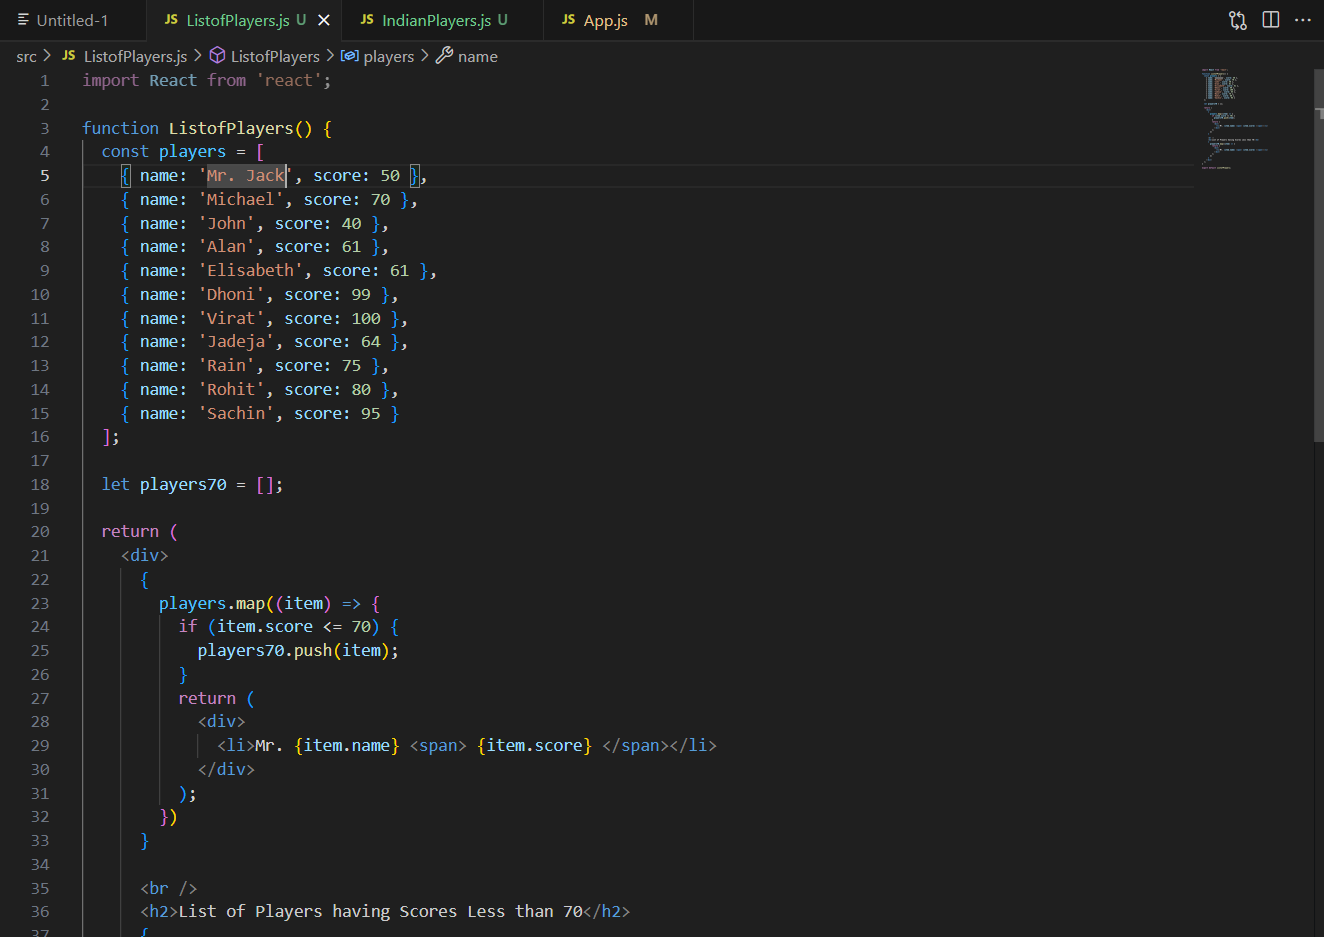 Untitled-1 JS ListofPlayers.js U JS IndianPlayers.js U JS App.js M
src > JS ListofPlayers.js > ListofPlayers > players > name
1 import React from 'react';
2
3 function ListofPlayers() {
4 const players = [
5 { name: 'Mr. Jack', score: 50 },
6 { name: 'Michael', score: 70 },
7 { name: 'John', score: 40 },
8 { name: 'Alan', score: 61 },
9 { name: 'Elisabeth', score: 61 },
10 { name: 'Dhoni', score: 99 },
11 { name: 'Virat', score: 100 },
12 { name: 'Jadeja', score: 64 },
13 { name: 'Rain', score: 75 },
14 { name: 'Rohit', score: 80 },
15 { name: 'Sachin', score: 95 }
16 ];
17
18 let players70 = [];
19
20 return (
21 <div>
22 {
23 players.map((item) => {
24 if (item.score <= 70) {
25 players70.push(item);
26 }
27 return (
28 <div>
29 <li>Mr. {item.name} <span> {item.score} </span></li>
30 </div>
31 );
32 })
33 }
34
35 <br />
36 <h2>List of Players having Scores Less than 70</h2>
37 {